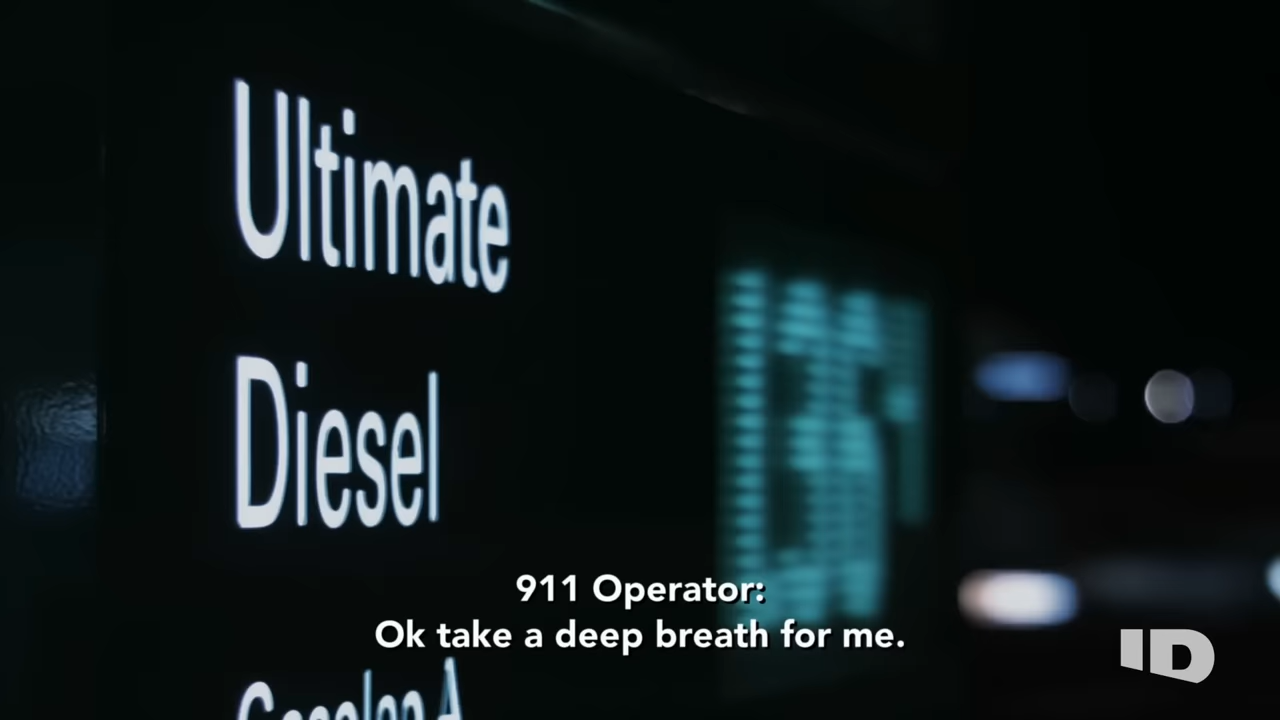 Ultimate
Diesel
911 Operator:
Ok take a deep breath for me.
ID